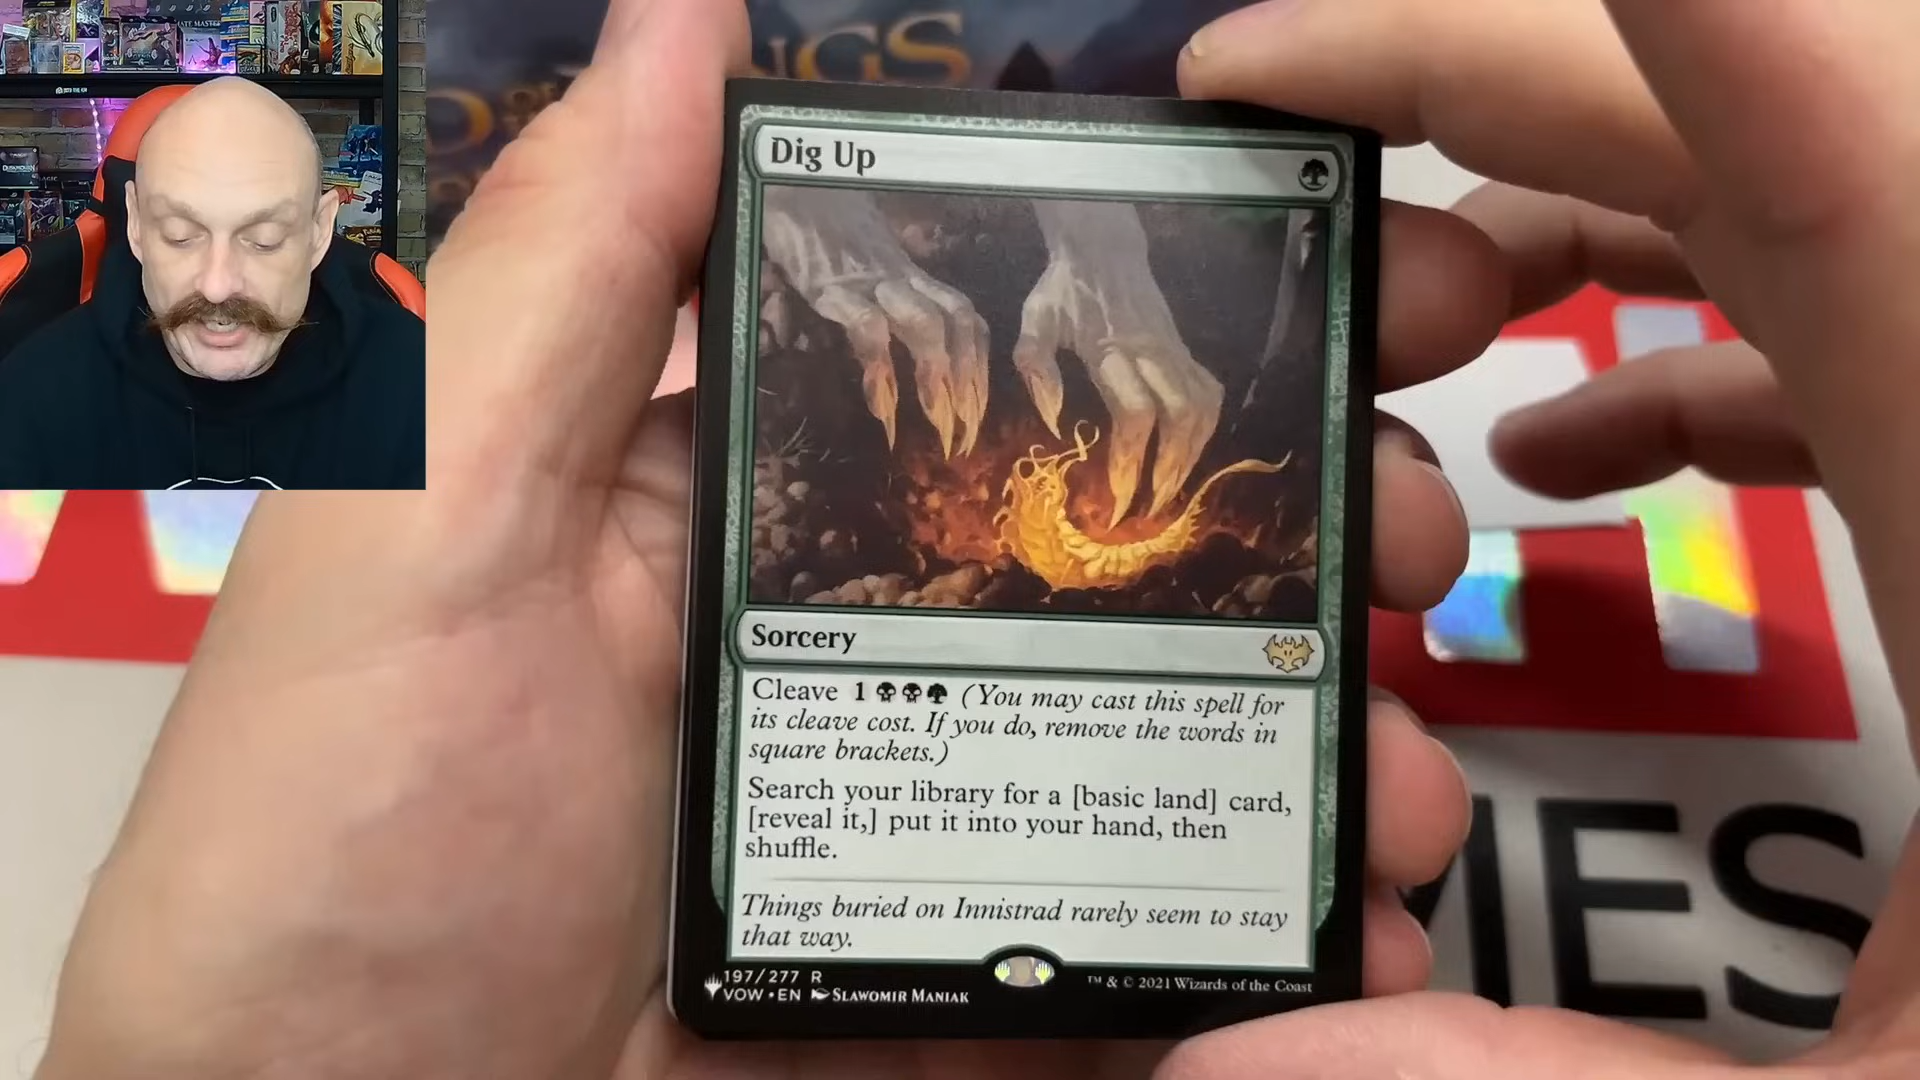 NGS
OF
D
Dig Up
Sorcery
Cleave 1 (You may cast this spell for
its cleave cost. If you do, remove the words in
square brackets.)
Search your library for a [basic land] card,
[reveal it,] put it into your hand, then
shuffle.
Things buried on Innistrad rarely seem to stay
that way.
197/277 R
VOW • EN SLAWOMIR MANIAK
™ & © 2021 Wizards of the Coast
MES